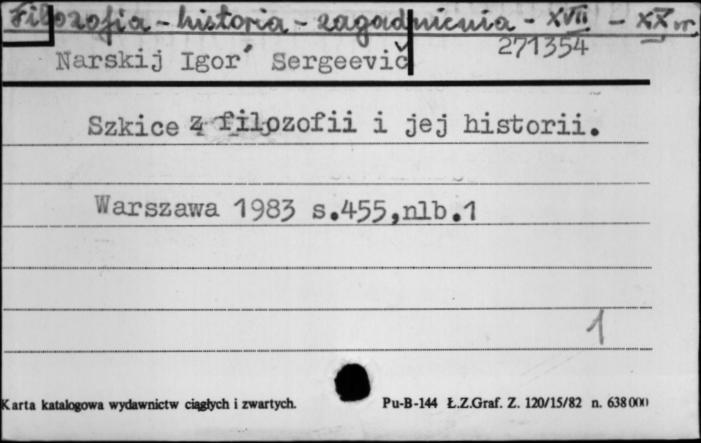 Filozofia - historia - zagadnienia - XVII - XX w.
271354
Narskij Igor' Sergeevič
Szkice z filozofii i jej historii.
Warszawa 1983 s.455,nlb.1
1
Karta katalogowa wydawnictw ciągłych i zwartych. Pu-B-144 Ł.Z.Graf. Z. 120/15/82 n. 638000